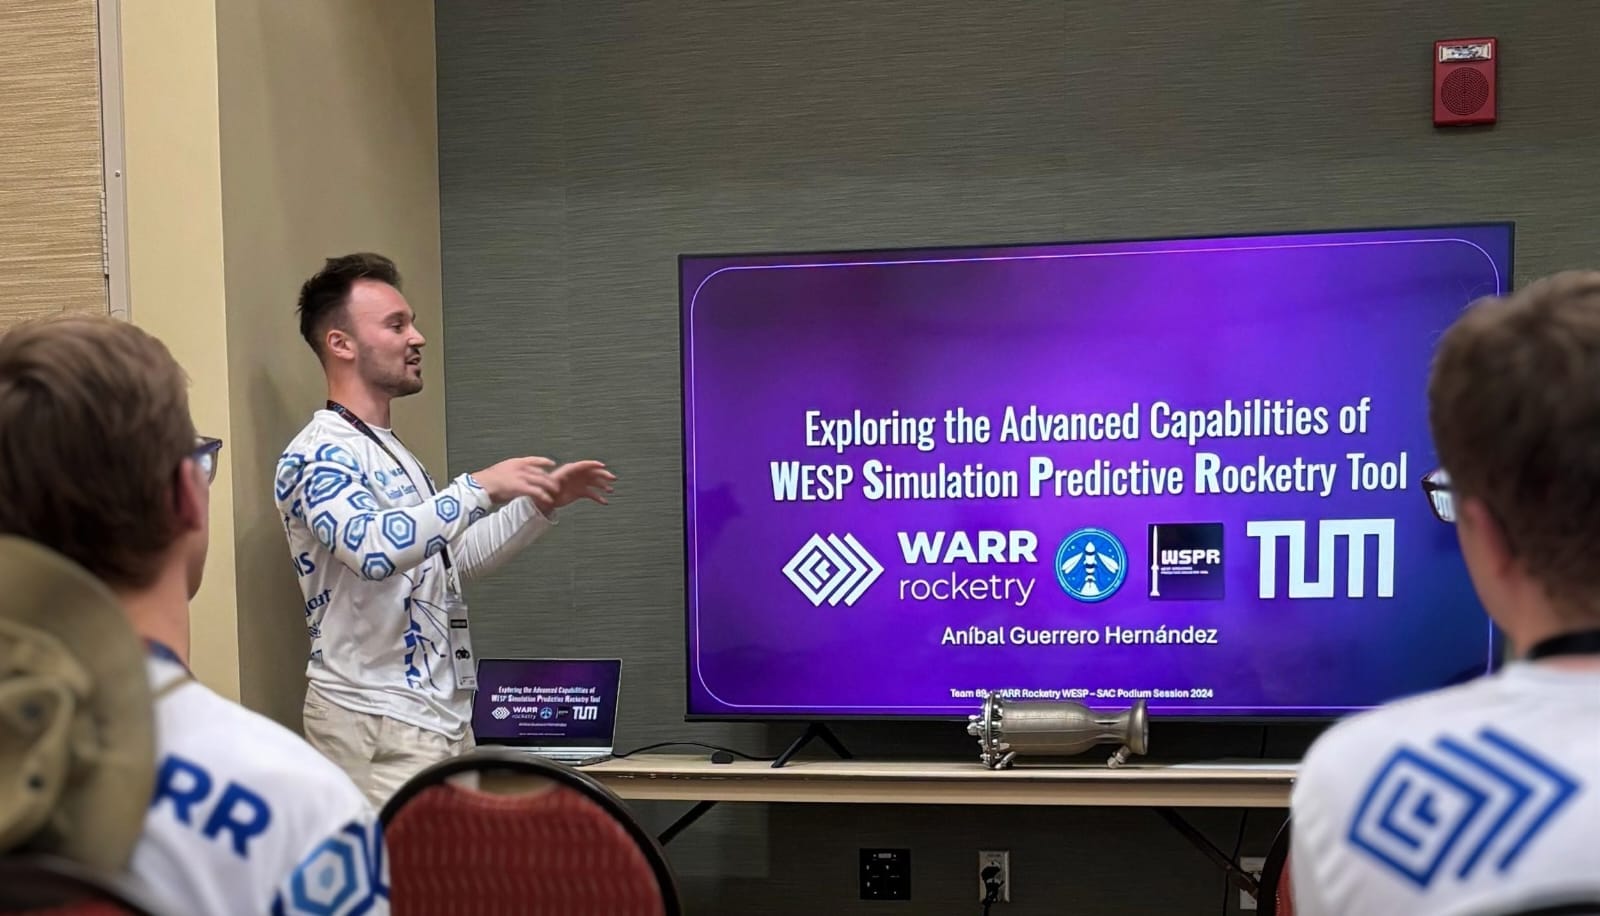 Exploring the Advanced Capabilities of
WESP Simulation Predictive Rocketry Tool
WARR
rocketry
WSPR
TUM
Aníbal Guerrero Hernández
WARR Rocketry WESP – SAC Podium Session 2024
Exploring the Advanced Capabilities of
WESP Simulation Predictive Rocketry Tool
WARR
rocketry
TUM
RR